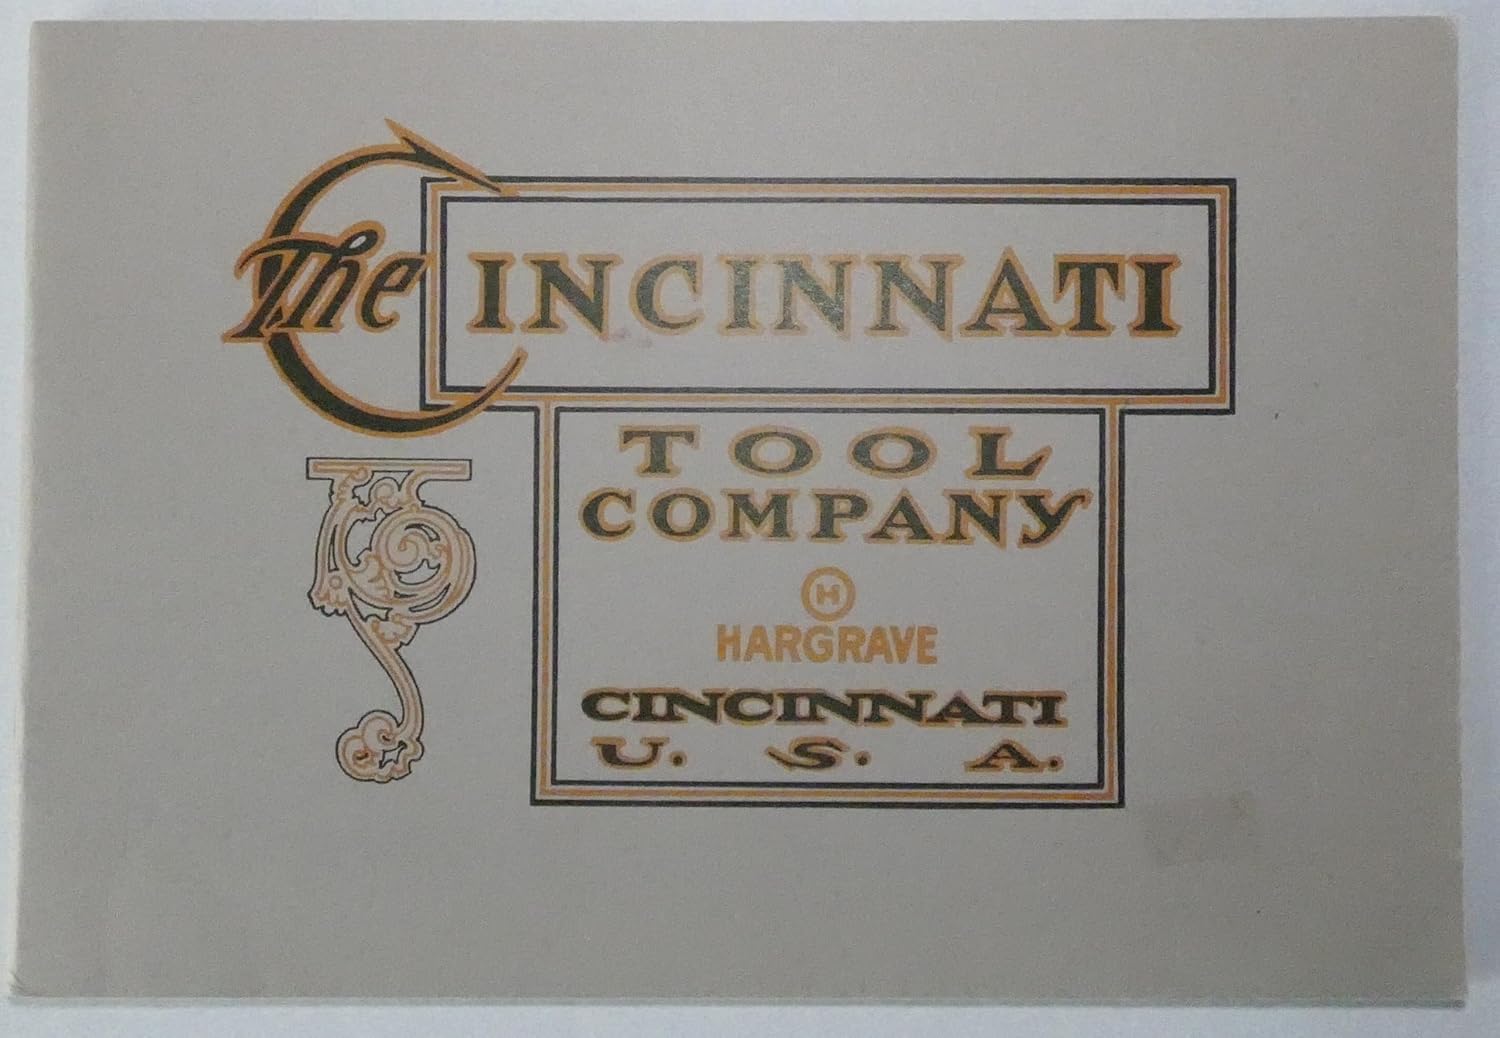 The CINCINNATI
TOOL
COMPANY
H
HARGRAVE
CINCINNATI
U. S. A.